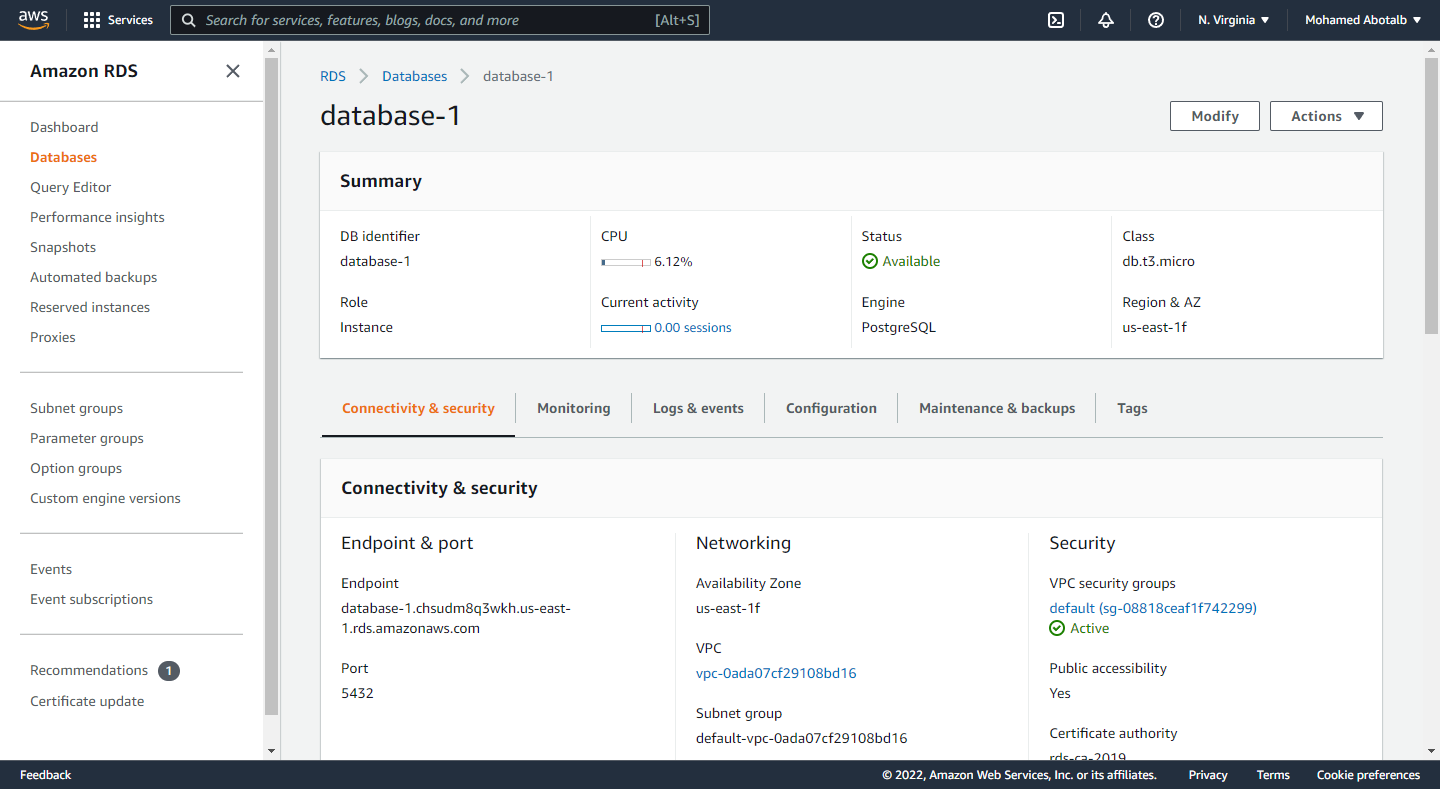 aws
Services
Search for services, features, blogs, docs, and more
[Alt+S]
N. Virginia
Mohamed Abotalb
Amazon RDS
Dashboard
Databases
Query Editor
Performance insights
Snapshots
Automated backups
Reserved instances
Proxies
Subnet groups
Parameter groups
Option groups
Custom engine versions
Events
Event subscriptions
Recommendations 1
Certificate update
RDS
Databases
database-1
database-1
Modify
Actions
Summary
DB identifier
database-1
CPU
6.12%
Status
Available
Class
db.t3.micro
Role
Instance
Current activity
0.00 sessions
Engine
PostgreSQL
Region & AZ
us-east-1f
Connectivity & security
Monitoring
Logs & events
Configuration
Maintenance & backups
Tags
Connectivity & security
Endpoint & port
Endpoint
database-1.chsudm8q3wkh.us-east-
1.rds.amazonaws.com
Port
5432
Networking
Availability Zone
us-east-1f
VPC
vpc-0ada07cf29108bd16
Subnet group
default-vpc-0ada07cf29108bd16
Security
VPC security groups
default (sg-08818ceaf1f742299)
Active
Public accessibility
Yes
Certificate authority
rds-ca-2019
Feedback
© 2022, Amazon Web Services, Inc. or its affiliates.
Privacy
Terms
Cookie preferences